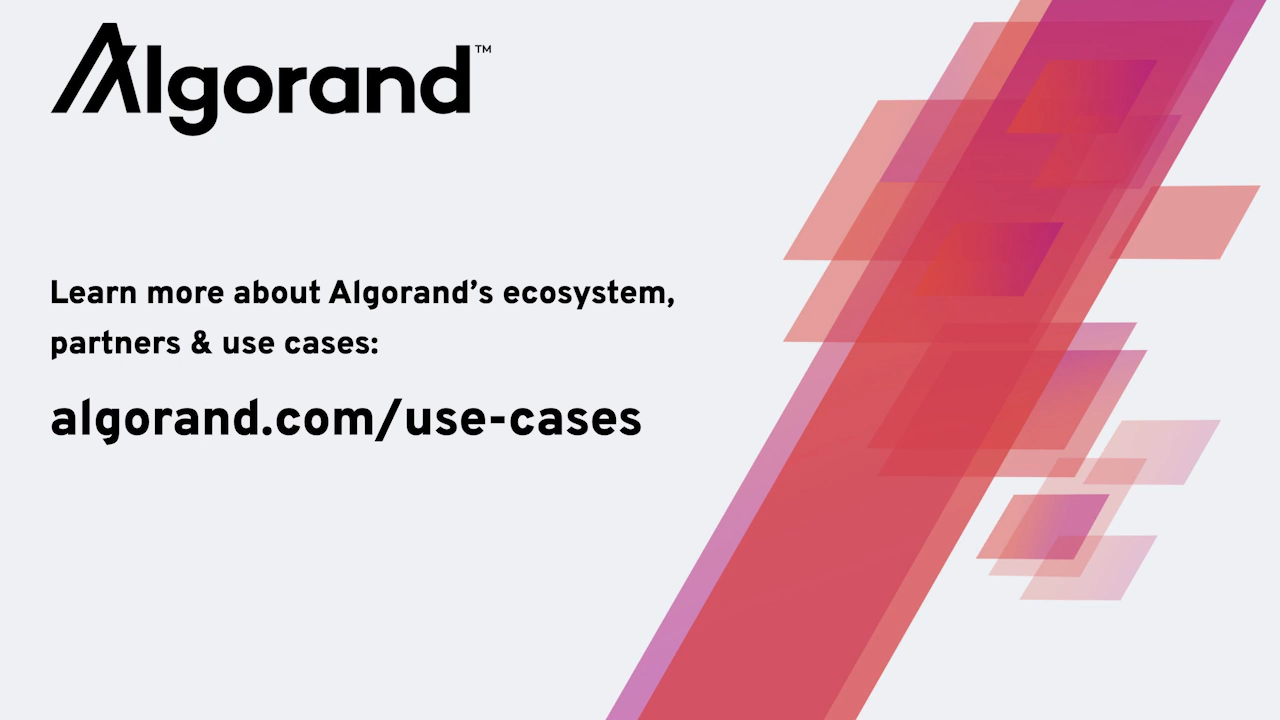 Algorand™
Learn more about Algorand’s ecosystem,
partners & use cases:
algorand.com/use-cases